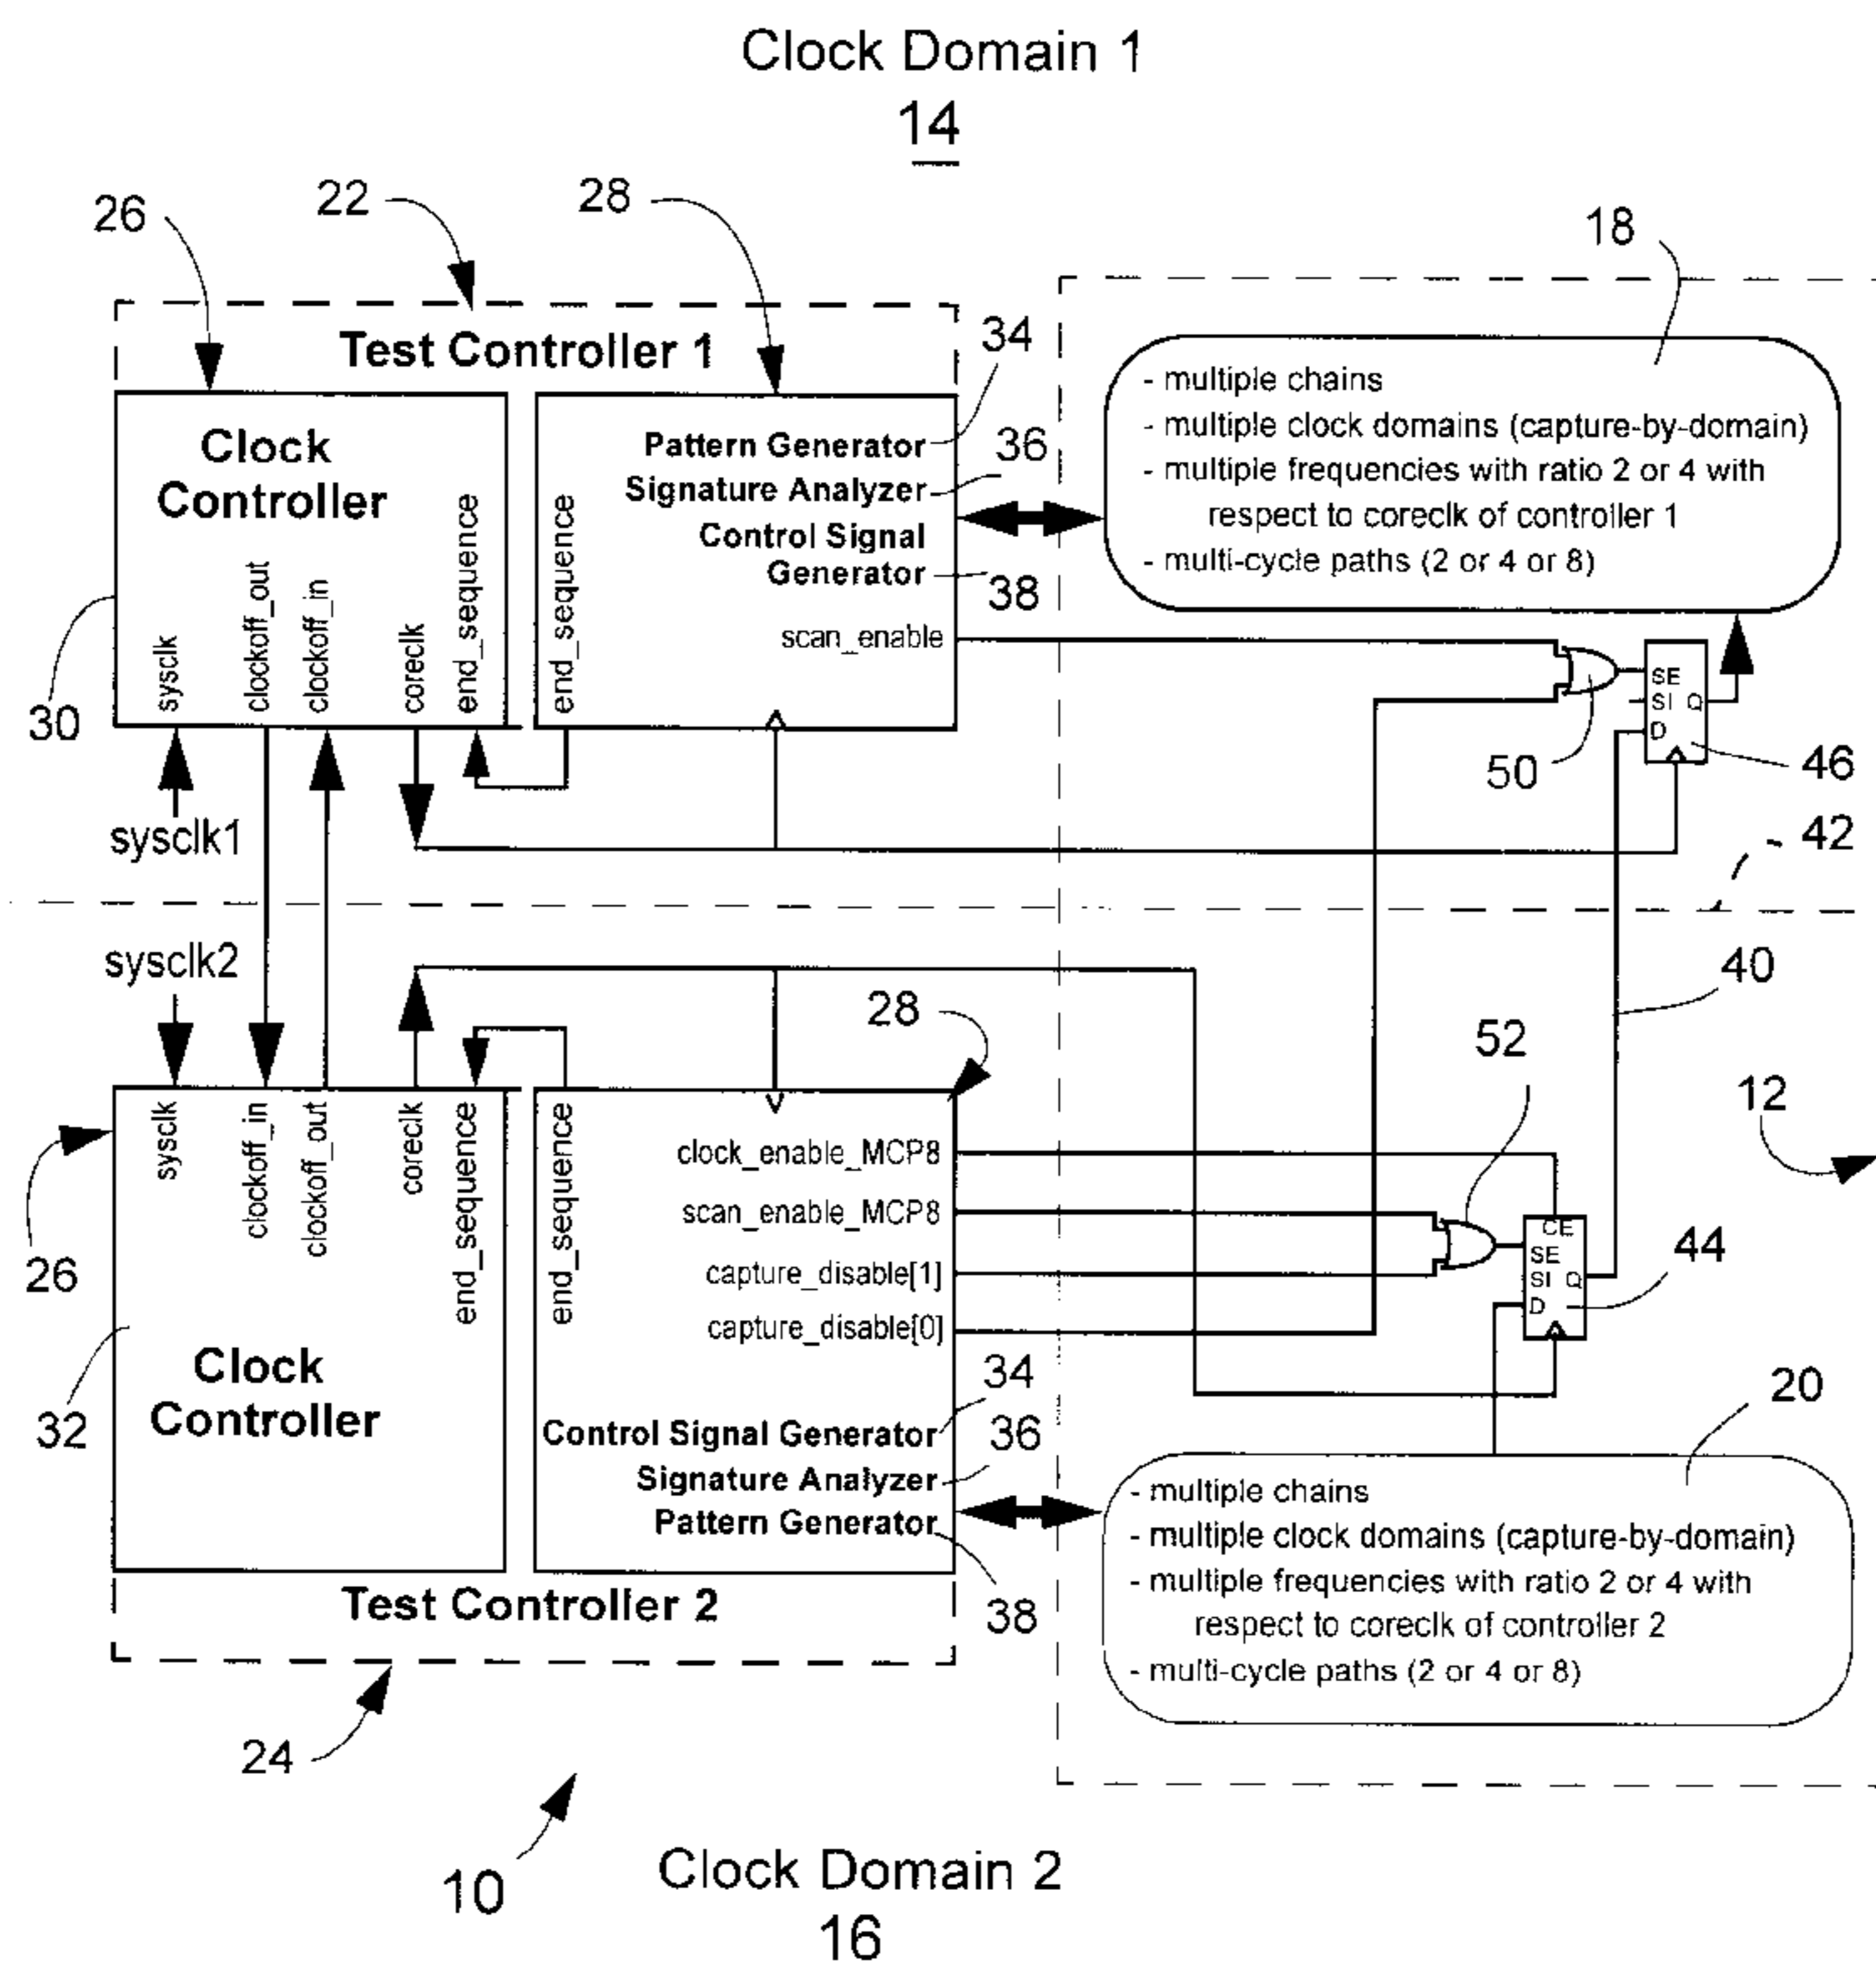 Clock Domain 1
14
26
22
28
18
Test Controller 1
34
Clock
Controller
Pattern Generator
36
Signature Analyzer
Control Signal
Generator
38
scan_enable
- multiple chains
- multiple clock domains (capture-by-domain)
- multiple frequencies with ratio 2 or 4 with
respect to coreclk of controller 1
- multi-cycle paths (2 or 4 or 8)
30
sysclk
clockoff_out
clockoff_in
coreclk
end_sequence
end_sequence
SE
SI Q
D
50
46
sysclk1
42
sysclk2
40
28
52
12
26
sysclk
clockoff_in
clockoff_out
coreclk
end_sequence
end_sequence
clock_enable_MCP8
scan_enable_MCP8
capture_disable[1]
capture_disable[0]
CE
SE
SI Q
D
44
Clock
Controller
32
34
Control Signal Generator
36
Signature Analyzer
Pattern Generator
38
20
- multiple chains
- multiple clock domains (capture-by-domain)
- multiple frequencies with ratio 2 or 4 with
respect to coreclk of controller 2
- multi-cycle paths (2 or 4 or 8)
Test Controller 2
24
10
Clock Domain 2
16